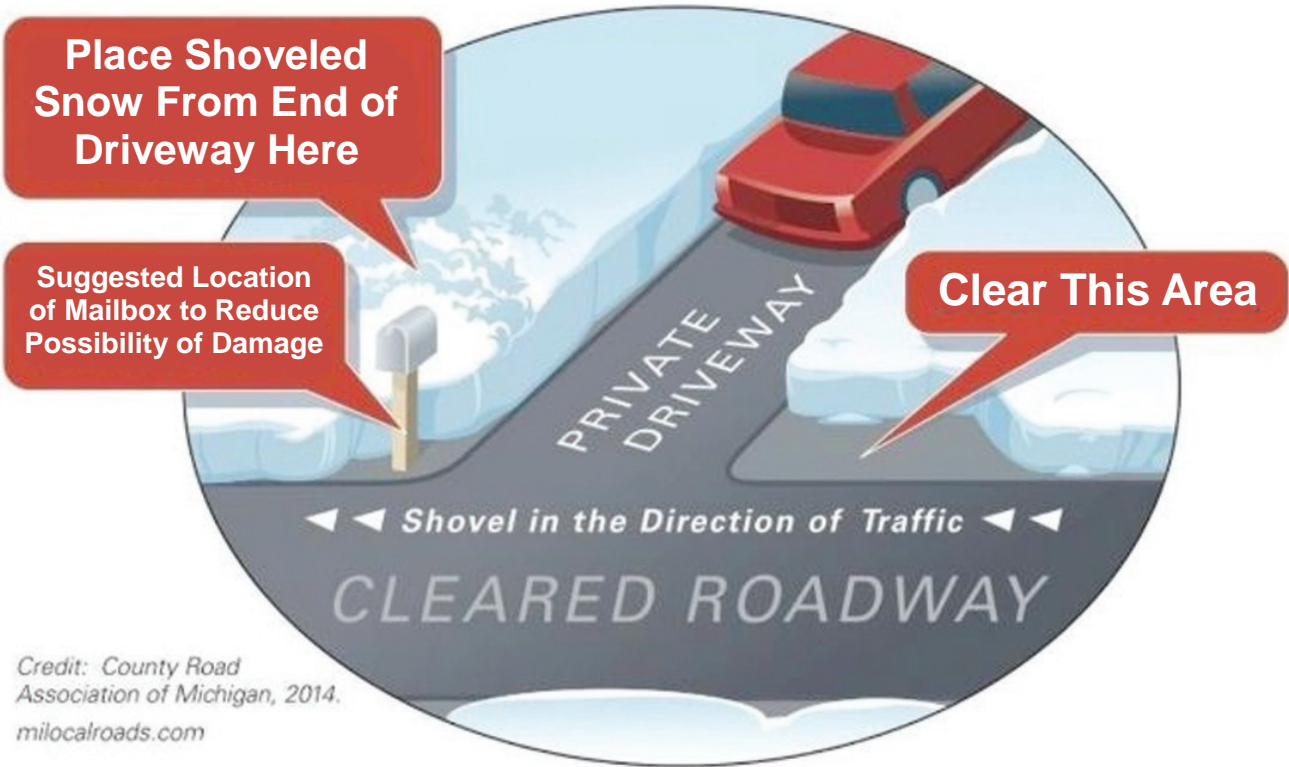 Place Shoveled
Snow From End of
Driveway Here
Suggested Location
of Mailbox to Reduce
Possibility of Damage
Clear This Area
PRIVATE
DRIVEWAY
Shovel in the Direction of Traffic
CLEARED ROADWAY
Credit: County Road
Association of Michigan, 2014.
milocalroads.com